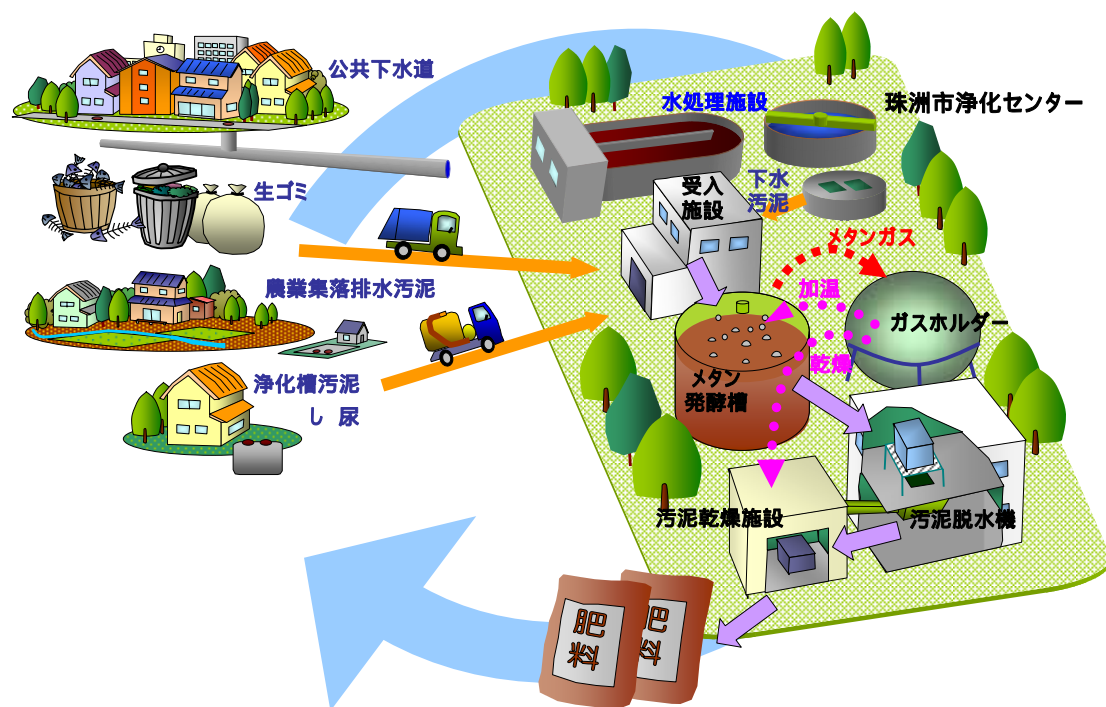 公共下水道
生ゴミ
農業集落排水汚泥
浄化槽汚泥
し 尿
水処理施設
珠洲市浄化センター
受入
施設
下水
汚泥
メタンガス
加温
ガスホルダー
乾燥
メタン
発酵槽
汚泥乾燥施設
汚泥脱水機
肥料
肥料